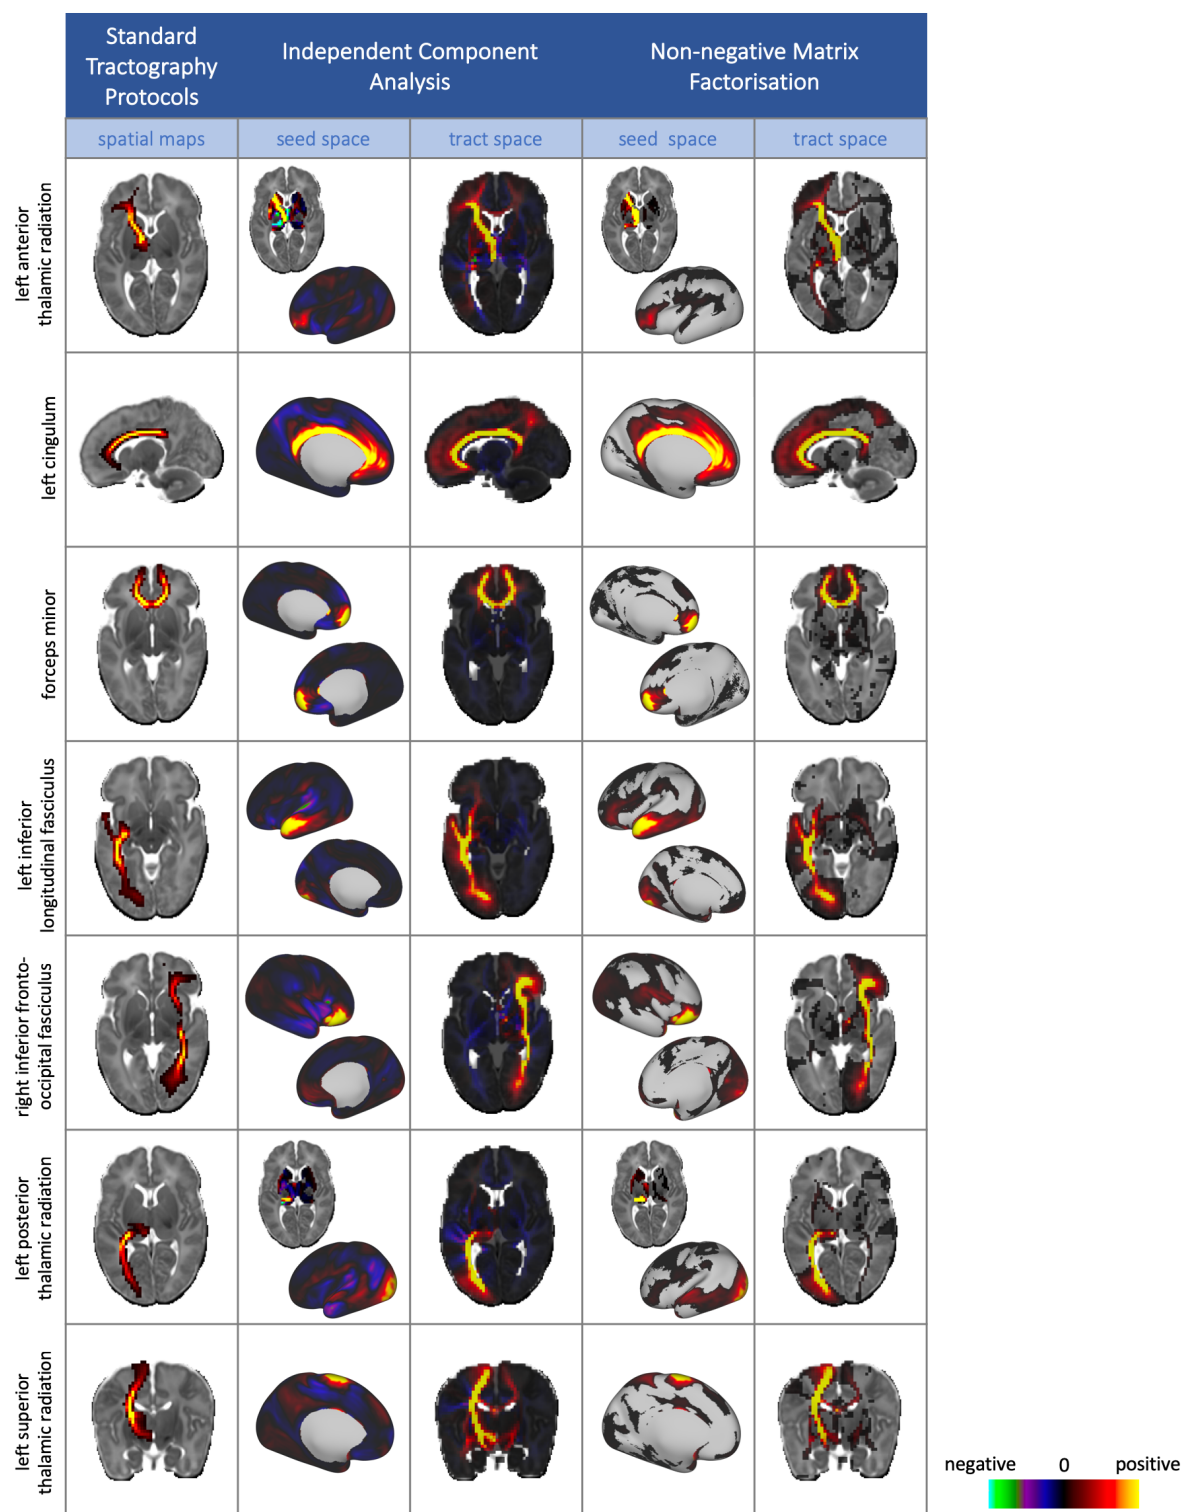 Standard
Tractography
Protocols
Independent Component
Analysis
Non-negative Matrix
Factorisation
spatial maps
seed space
tract space
seed space
tract space
left anterior
thalamic radiation
left cingulum
forceps minor
left inferior
longitudinal fasciculus
right inferior fronto-
occipital fasciculus
left posterior
thalamic radiation
left superior
thalamic radiation
negative 0 positive